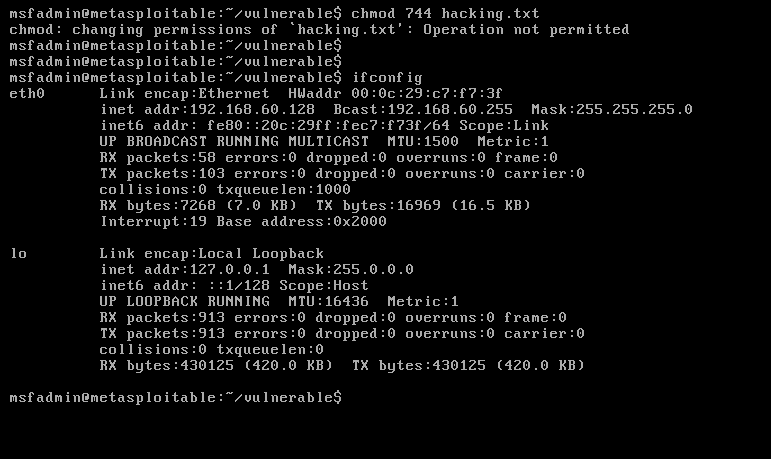 msfadmin@metasploitable:~/vulnerable$ chmod 744 hacking.txt
chmod: changing permissions of `hacking.txt': Operation not permitted
msfadmin@metasploitable:~/vulnerable$
msfadmin@metasploitable:~/vulnerable$
msfadmin@metasploitable:~/vulnerable$ ifconfig
eth0      Link encap:Ethernet  HWaddr 00:0c:29:c7:f7:3f
          inet addr:192.168.60.128  Bcast:192.168.60.255  Mask:255.255.255.0
          inet6 addr: fe80::20c:29ff:fec7:f73f/64 Scope:Link
          UP BROADCAST RUNNING MULTICAST  MTU:1500  Metric:1
          RX packets:58 errors:0 dropped:0 overruns:0 frame:0
          TX packets:103 errors:0 dropped:0 overruns:0 carrier:0
          collisions:0 txqueuelen:1000
          RX bytes:7268 (7.0 KB)  TX bytes:16969 (16.5 KB)
          Interrupt:19 Base address:0x2000

lo        Link encap:Local Loopback
          inet addr:127.0.0.1  Mask:255.0.0.0
          inet6 addr: ::1/128 Scope:Host
          UP LOOPBACK RUNNING  MTU:16436  Metric:1
          RX packets:913 errors:0 dropped:0 overruns:0 frame:0
          TX packets:913 errors:0 dropped:0 overruns:0 carrier:0
          collisions:0 txqueuelen:0
          RX bytes:430125 (420.0 KB)  TX bytes:430125 (420.0 KB)

msfadmin@metasploitable:~/vulnerable$